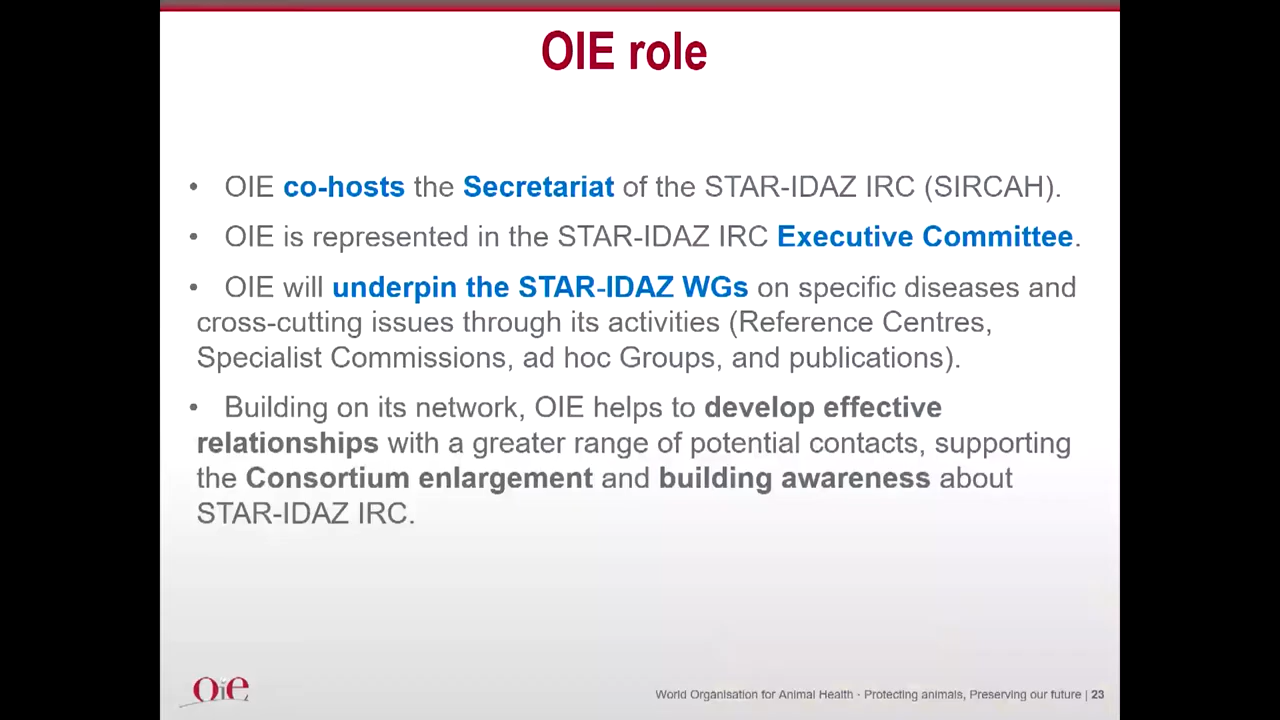 OIE role
• OIE co-hosts the Secretariat of the STAR-IDAZ IRC (SIRCAH).
• OIE is represented in the STAR-IDAZ IRC Executive Committee.
• OIE will underpin the STAR-IDAZ WGs on specific diseases and
cross-cutting issues through its activities (Reference Centres,
Specialist Commissions, ad hoc Groups, and publications).
• Building on its network, OIE helps to develop effective
relationships with a greater range of potential contacts, supporting
the Consortium enlargement and building awareness about
STAR-IDAZ IRC.
Oie
World Organisation for Animal Health - Protecting animals, Preserving our future | 23